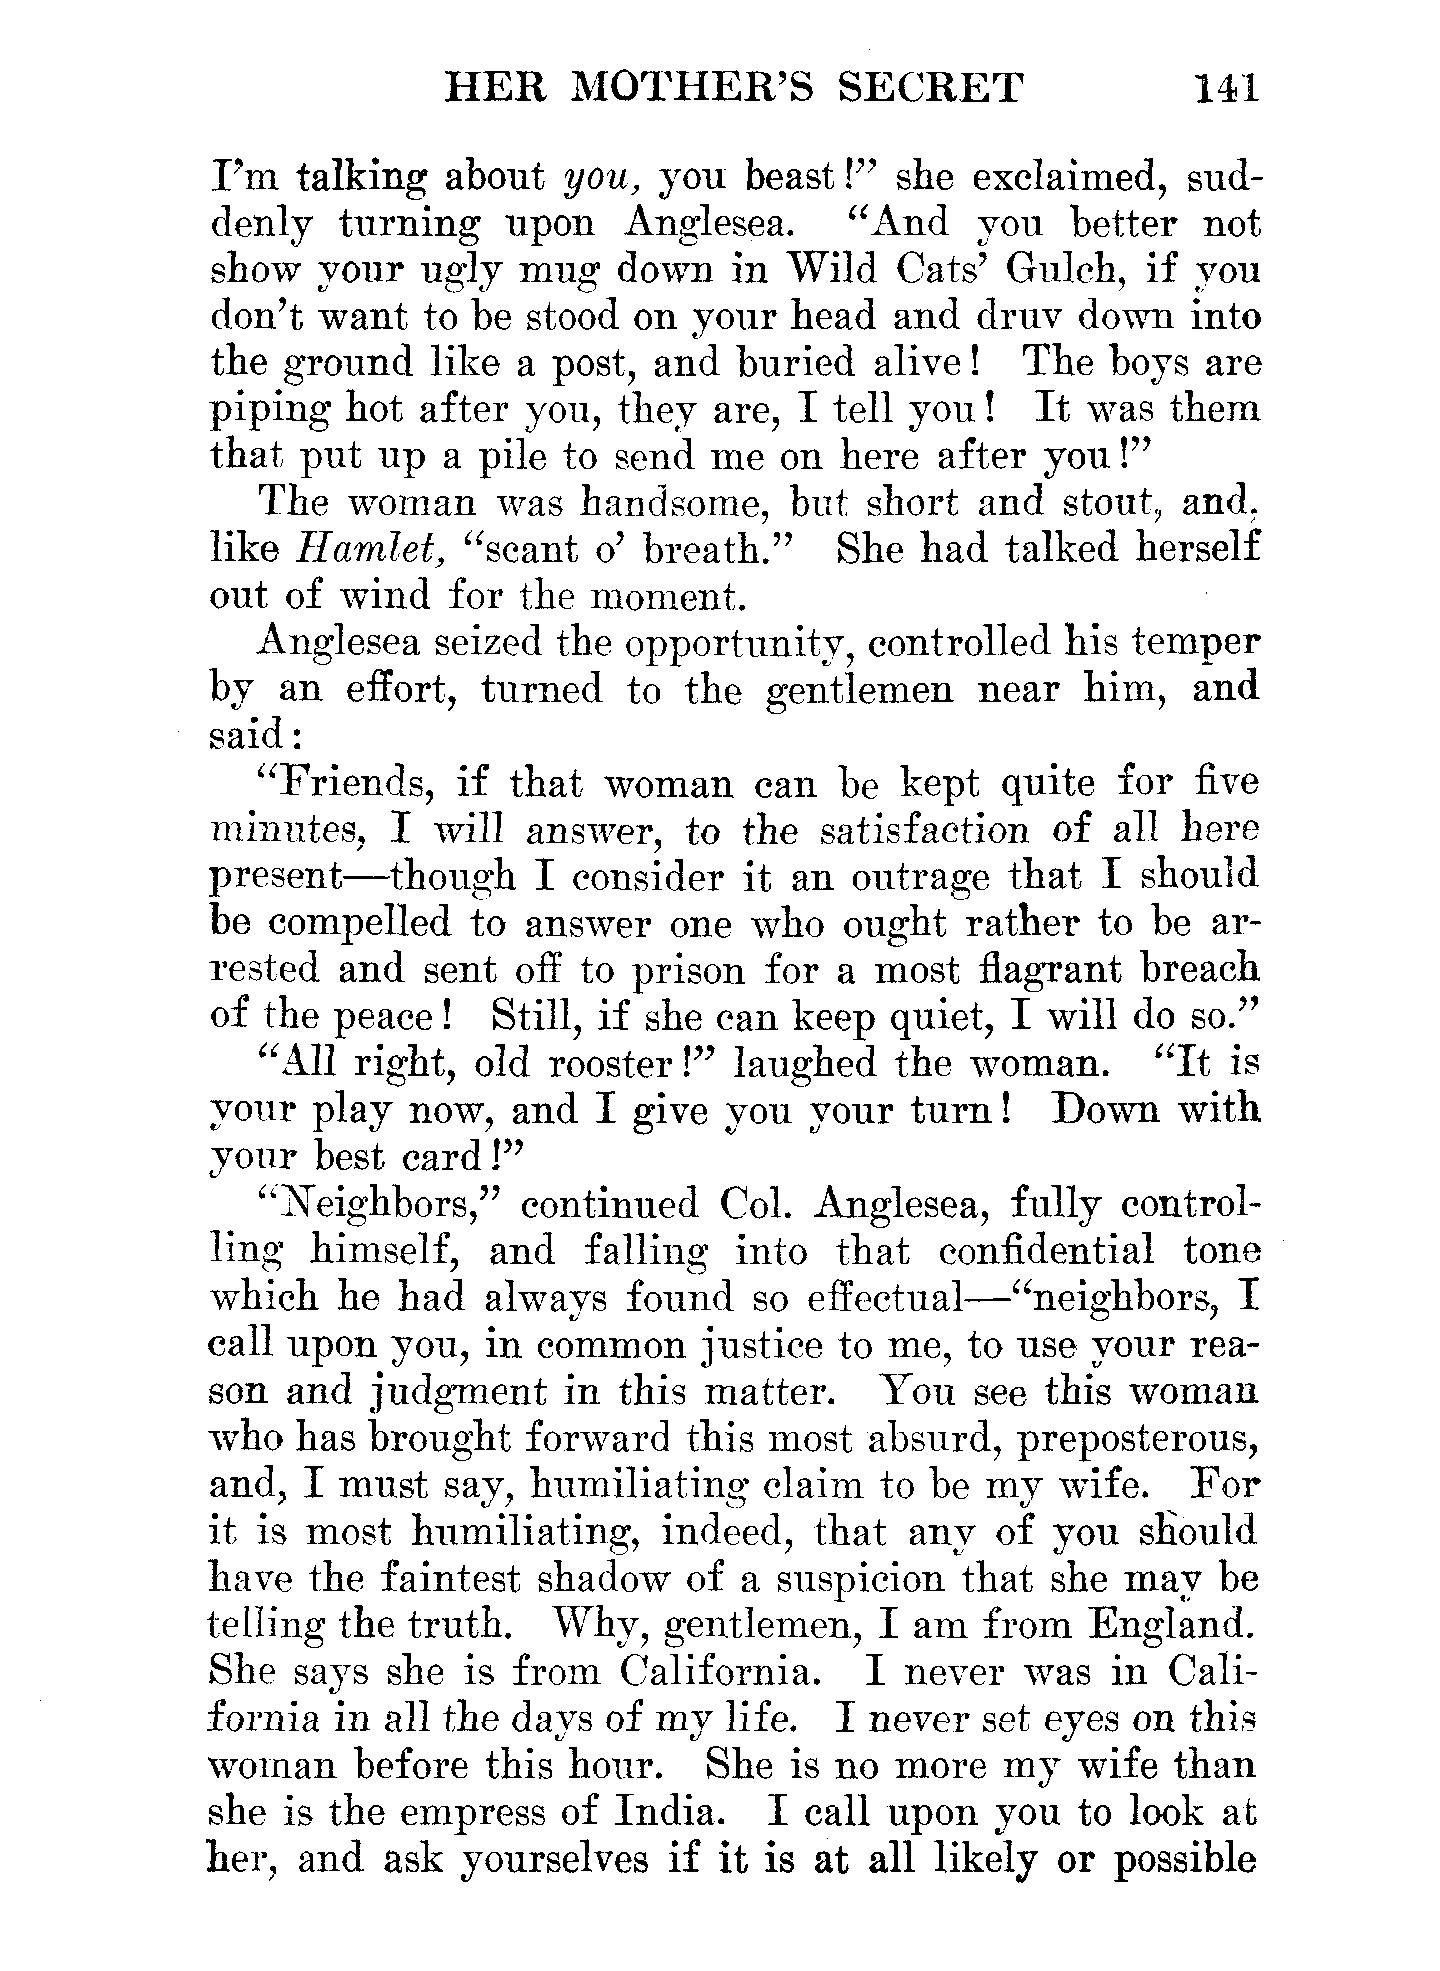 HER MOTHER'S SECRET 141
I'm talking about you, you beast!" she exclaimed, sud-
denly turning upon Anglesea. "And you better not
show your ugly mug down in Wild Cats' Gulch, if you
don't want to be stood on your head and druv down into
the ground like a post, and buried alive! The boys are
piping hot after you, they are, I tell you! It was them
that put up a pile to send me on here after you!"
The woman was handsome, but short and stout, and,
like Hamlet, "scant o' breath." She had talked herself
out of wind for the moment.
Anglesea seized the opportunity, controlled his temper
by an effort, turned to the gentlemen near him, and
said:
"Friends, if that woman can be kept quite for five
minutes, I will answer, to the satisfaction of all here
present—though I consider it an outrage that I should
be compelled to answer one who ought rather to be ar-
rested and sent off to prison for a most flagrant breach
of the peace! Still, if she can keep quiet, I will do so."
"All right, old rooster!" laughed the woman. "It is
your play now, and I give you your turn! Down with
your best card!"
"Neighbors," continued Col. Anglesea, fully control-
ling himself, and falling into that confidential tone
which he had always found so effectual—"neighbors, I
call upon you, in common justice to me, to use your rea-
son and judgment in this matter. You see this woman
who has brought forward this most absurd, preposterous,
and, I must say, humiliating claim to be my wife. For
it is most humiliating, indeed, that any of you should
have the faintest shadow of a suspicion that she may be
telling the truth. Why, gentlemen, I am from England.
She says she is from California. I never was in Cali-
fornia in all the days of my life. I never set eyes on this
woman before this hour. She is no more my wife than
she is the empress of India. I call upon you to look at
her, and ask yourselves if it is at all likely or possible